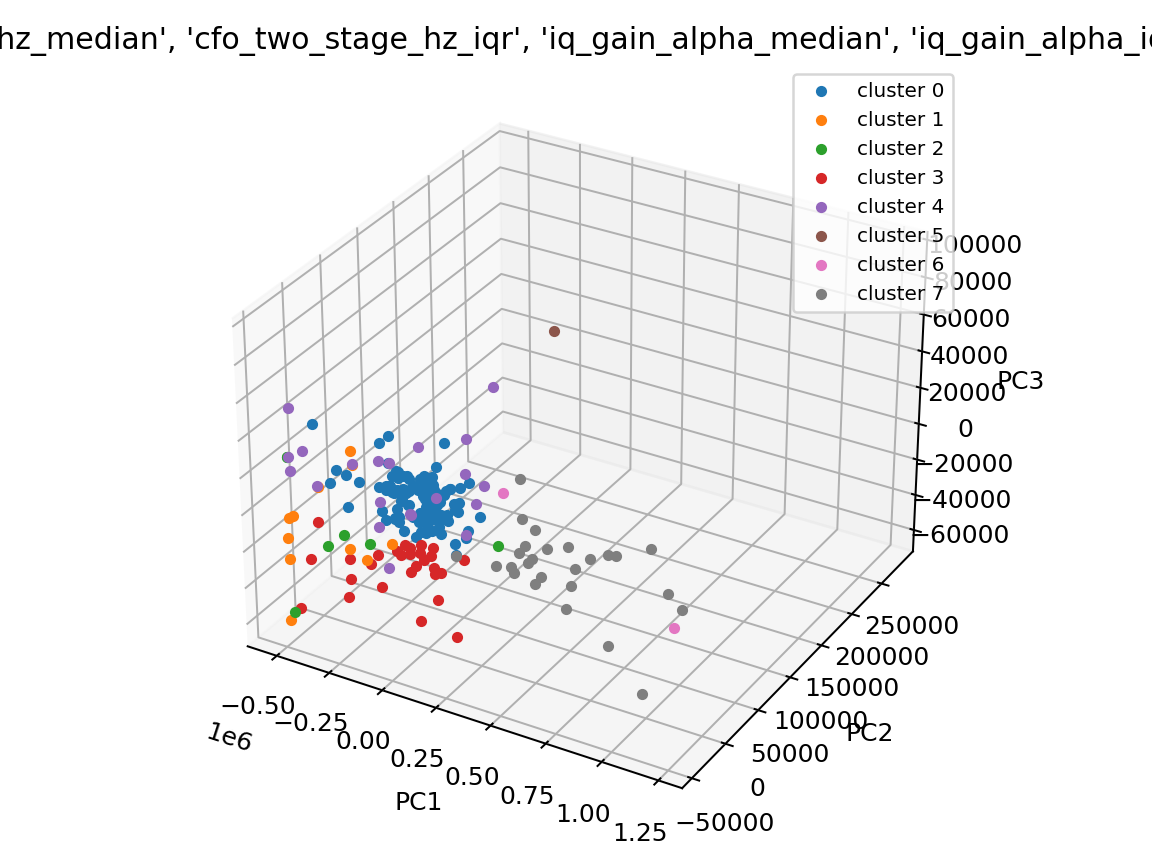 hz_median', 'cfo_two_stage_hz_iqr', 'iq_gain_alpha_median', 'iq_gain_alpha_i
cluster 0
cluster 1
cluster 2
cluster 3
cluster 4
cluster 5
cluster 6
cluster 7
100000
80000
60000
40000
20000
0
−20000
−40000
−60000
PC3
250000
200000
150000
100000
50000
0
−50000
PC2
−0.50
−0.25
0.00
0.25
0.50
0.75
1.00
1.25
1e6
PC1